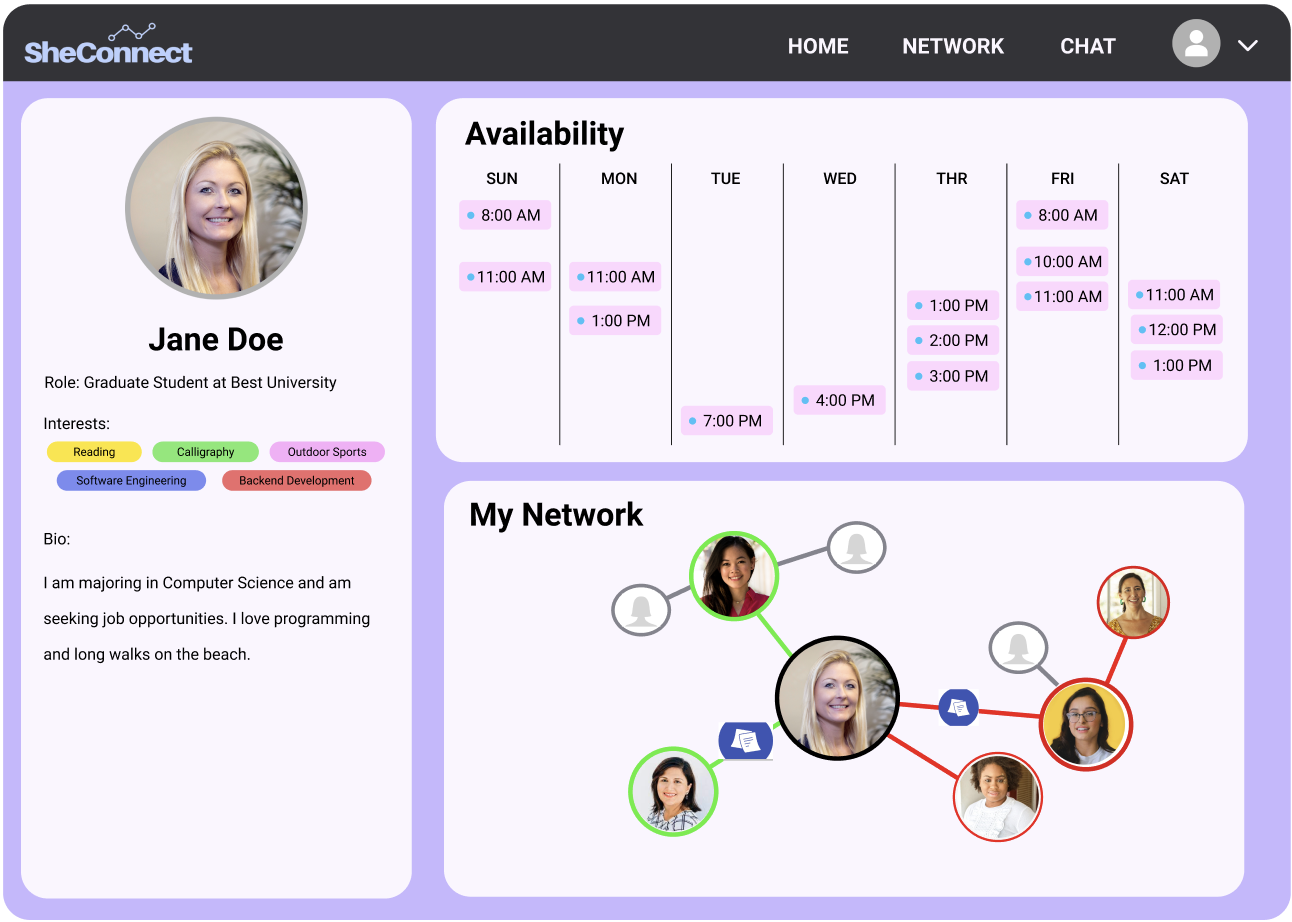 SheConnect
HOME NETWORK CHAT
Jane Doe
Role: Graduate Student at Best University
Interests:
Reading Calligraphy Outdoor Sports
Software Engineering Backend Development
Bio:
I am majoring in Computer Science and am
seeking job opportunities. I love programming
and long walks on the beach.
Availability
SUN MON TUE WED THR FRI SAT
8:00 AM 8:00 AM
10:00 AM
11:00 AM 11:00 AM
11:00 AM 11:00 AM
1:00 PM
1:00 PM
2:00 PM 12:00 PM
3:00 PM 1:00 PM
4:00 PM
7:00 PM
My Network